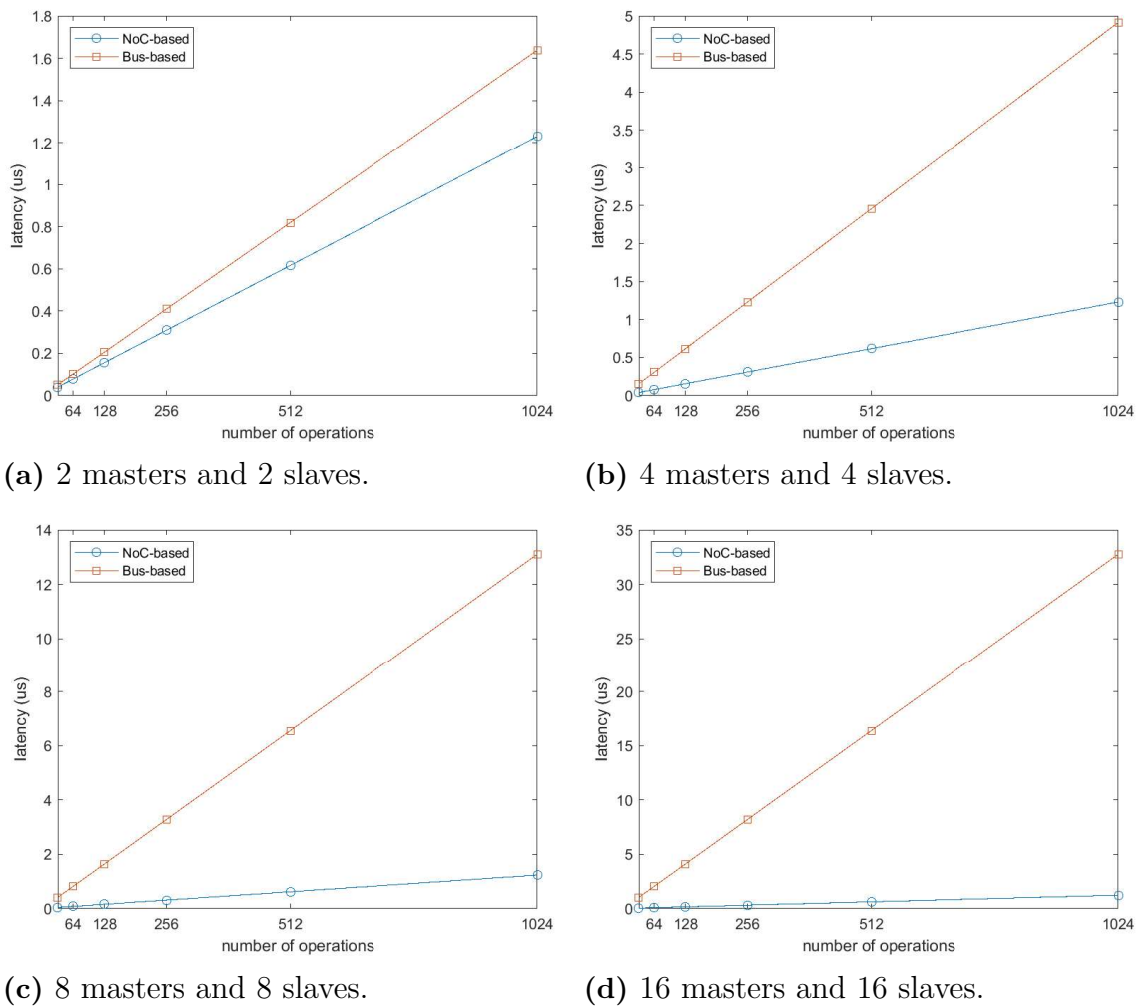 1.8
1.6
1.4
1.2
1
0.8
0.6
0.4
0.2
0
latency (us)
NoC-based
Bus-based
64 128 256 512 1024
number of operations
(a) 2 masters and 2 slaves.
5
4.5
4
3.5
3
2.5
2
1.5
1
0.5
0
latency (us)
NoC-based
Bus-based
64 128 256 512 1024
number of operations
(b) 4 masters and 4 slaves.
14
12
10
8
6
4
2
0
latency (us)
NoC-based
Bus-based
64 128 256 512 1024
number of operations
(c) 8 masters and 8 slaves.
35
30
25
20
15
10
5
0
latency (us)
NoC-based
Bus-based
64 128 256 512 1024
number of operations
(d) 16 masters and 16 slaves.